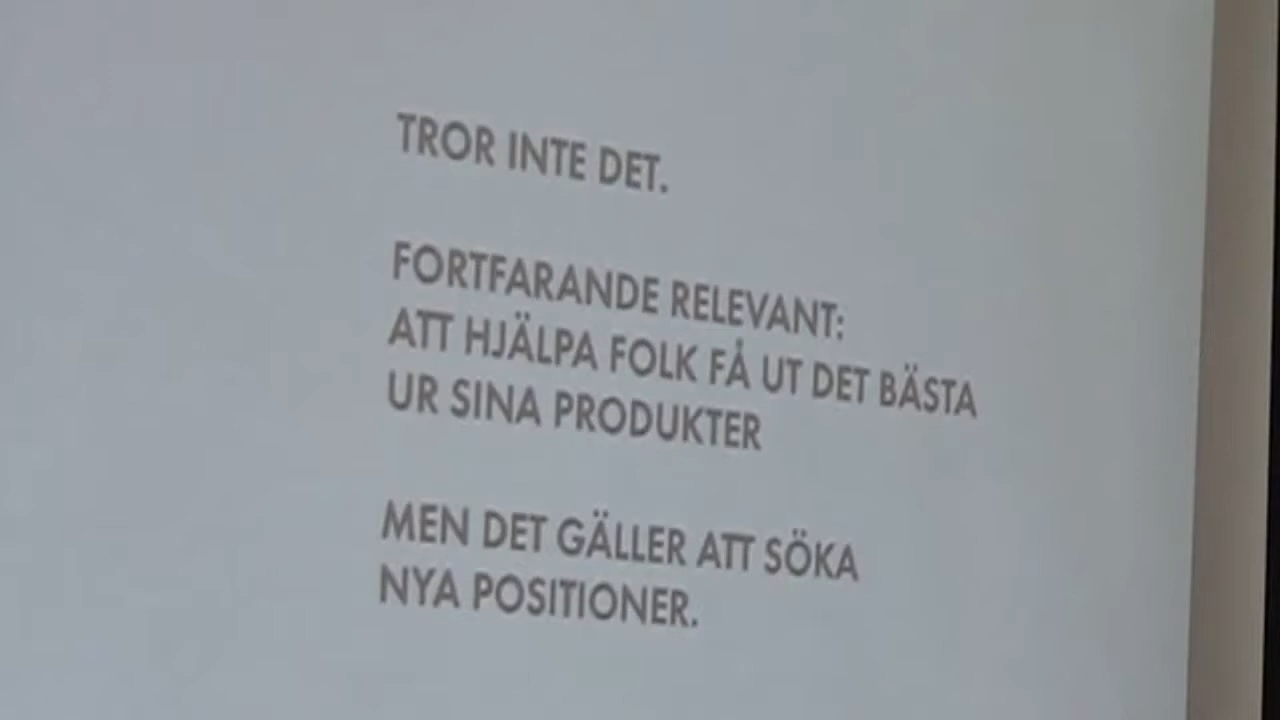 TROR INTE DET.
FORTFARANDE RELEVANT:
ATT HJÄLPA FOLK FÅ UT DET BÄSTA
UR SINA PRODUKTER
MEN DET GÄLLER ATT SÖKA
NYA POSITIONER.